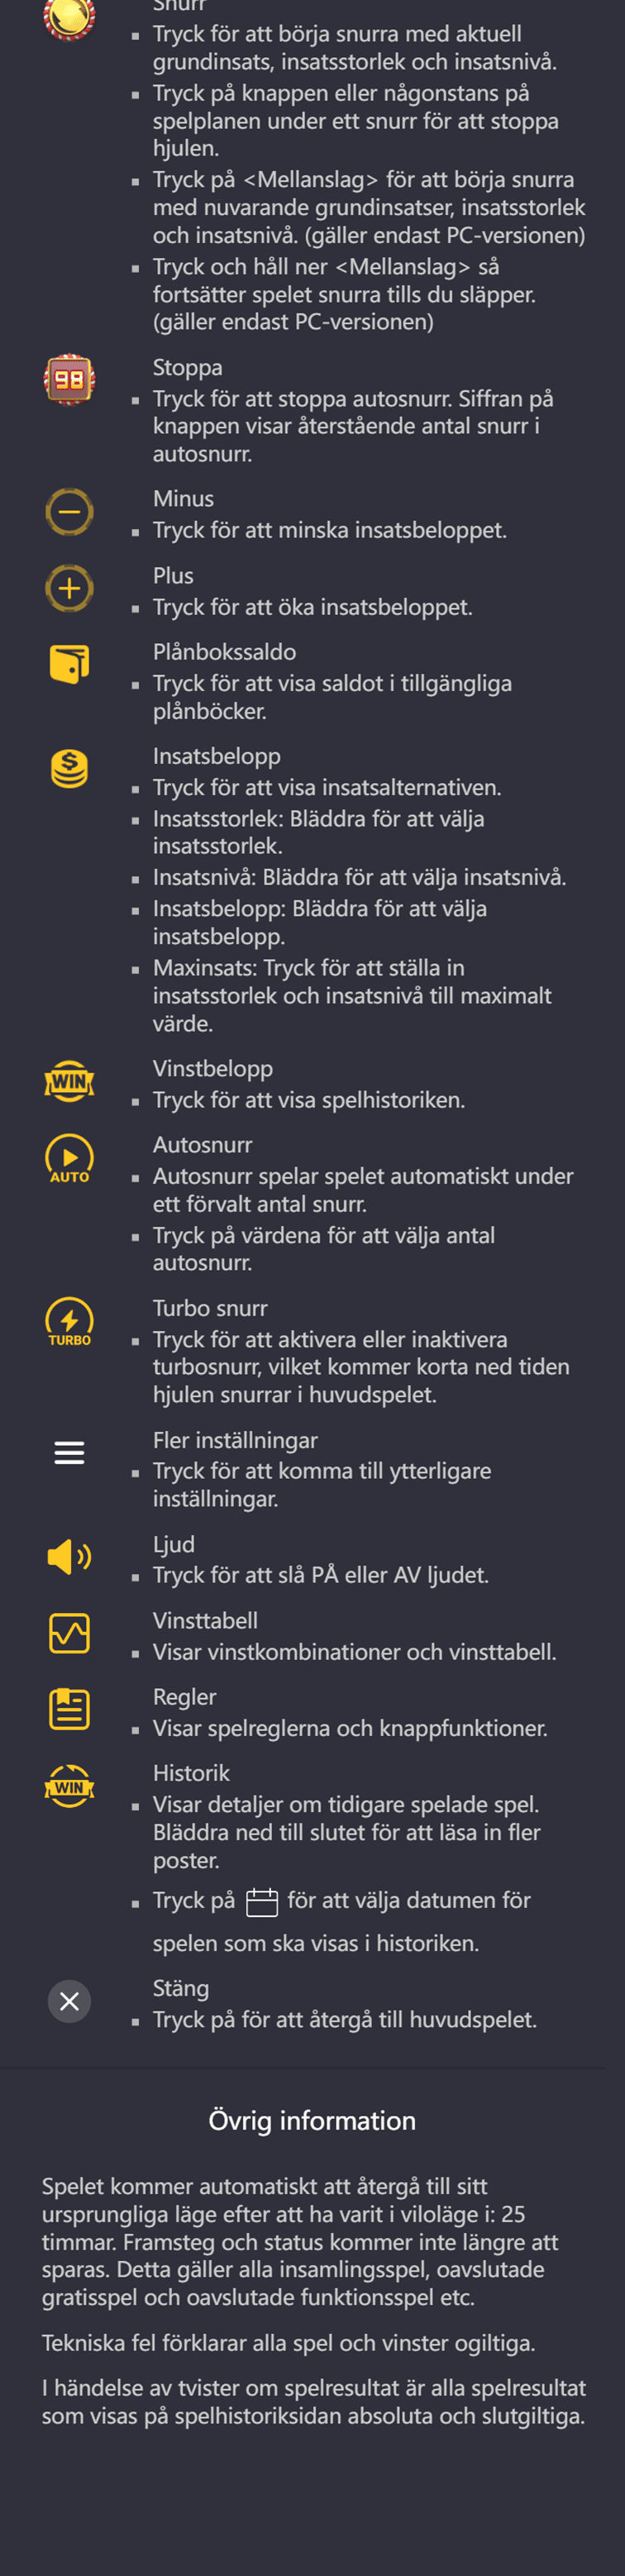 Snurr
▪ Tryck för att börja snurra med aktuell
grundinsats, insatsstorlek och insatsnivå.
▪ Tryck på knappen eller någonstans på
spelplanen under ett snurr för att stoppa
hjulen.
▪ Tryck på <Mellanslag> för att börja snurra
med nuvarande grundinsatser, insatsstorlek
och insatsnivå. (gäller endast PC-versionen)
▪ Tryck och håll ner <Mellanslag> så
fortsätter spelet snurra tills du släpper.
(gäller endast PC-versionen)
98
Stoppa
▪ Tryck för att stoppa autosnurr. Siffran på
knappen visar återstående antal snurr i
autosnurr.
Minus
▪ Tryck för att minska insatsbeloppet.
Plus
▪ Tryck för att öka insatsbeloppet.
Plånbokssaldo
▪ Tryck för att visa saldot i tillgängliga
plånböcker.
$
Insatsbelopp
▪ Tryck för att visa insatsalternativen.
▪ Insatsstorlek: Bläddra för att välja
insatsstorlek.
▪ Insatsnivå: Bläddra för att välja insatsnivå.
▪ Insatsbelopp: Bläddra för att välja
insatsbelopp.
▪ Maxinsats: Tryck för att ställa in
insatsstorlek och insatsnivå till maximalt
värde.
WIN
Vinstbelopp
▪ Tryck för att visa spelhistoriken.
AUTO
Autosnurr
▪ Autosnurr spelar spelet automatiskt under
ett förvalt antal snurr.
▪ Tryck på värdena för att välja antal
autosnurr.
TURBO
Turbo snurr
▪ Tryck för att aktivera eller inaktivera
turbosnurr, vilket kommer korta ned tiden
hjulen snurrar i huvudspelet.
Fler inställningar
▪ Tryck för att komma till ytterligare
inställningar.
Ljud
▪ Tryck för att slå PÅ eller AV ljudet.
Vinsttabell
▪ Visar vinstkombinationer och vinsttabell.
Regler
▪ Visar spelreglerna och knappfunktioner.
WIN
Historik
▪ Visar detaljer om tidigare spelade spel.
Bläddra ned till slutet för att läsa in fler
poster.
▪ Tryck på för att välja datumen för
spelen som ska visas i historiken.
Stäng
▪ Tryck på för att återgå till huvudspelet.
Övrig information
Spelet kommer automatiskt att återgå till sitt
ursprungliga läge efter att ha varit i viloläge i: 25
timmar. Framsteg och status kommer inte längre att
sparas. Detta gäller alla insamlingsspel, oavslutade
gratisspel och oavslutade funktionsspel etc.
Tekniska fel förklarar alla spel och vinster ogiltiga.
I händelse av tvister om spelresultat är alla spelresultat
som visas på spelhistoriksidan absoluta och slutgiltiga.